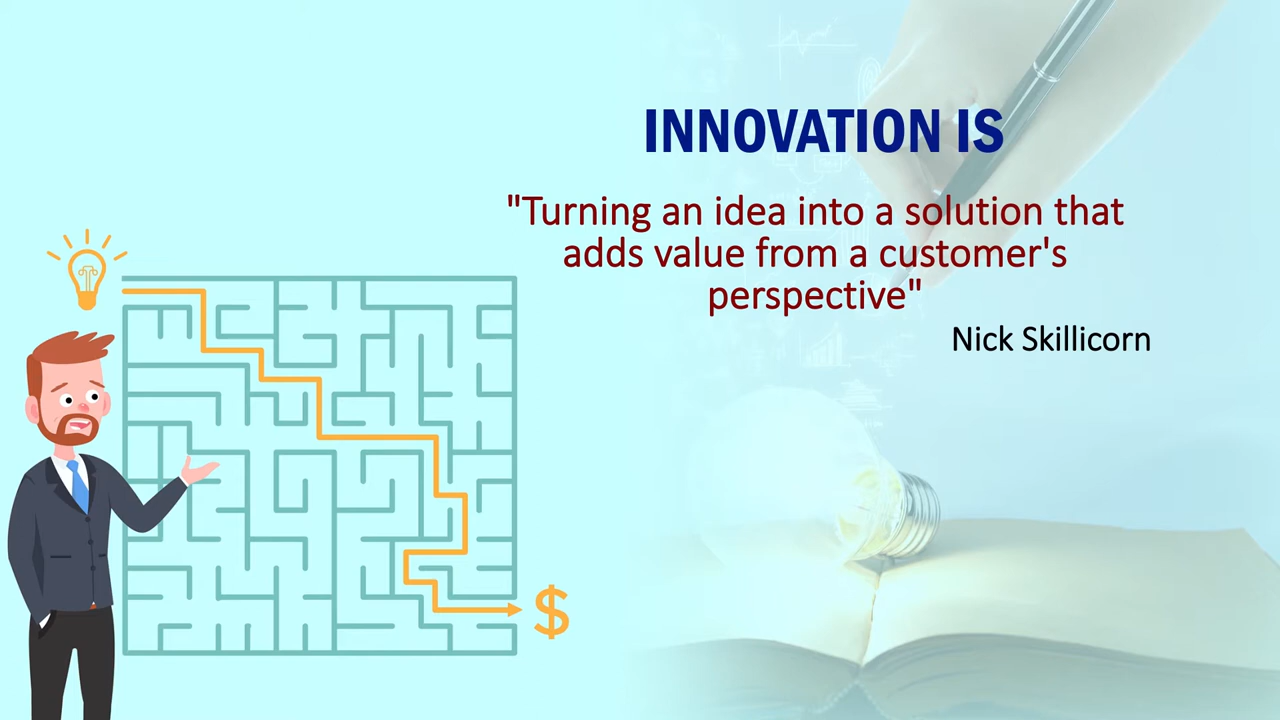 INNOVATION IS
"Turning an idea into a solution that
adds value from a customer's
perspective"
Nick Skillicorn
$